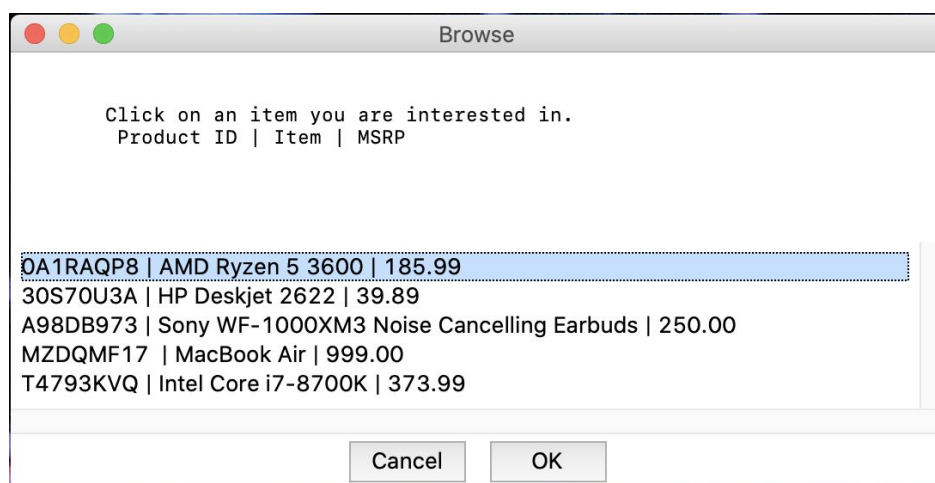 Browse
Click on an item you are interested in.
Product ID | Item | MSRP
0A1RAQP8 | AMD Ryzen 5 3600 | 185.99
30S70U3A | HP Deskjet 2622 | 39.89
A98DB973 | Sony WF-1000XM3 Noise Cancelling Earbuds | 250.00
MZDQMF17  | MacBook Air | 999.00
T4793KVQ | Intel Core i7-8700K | 373.99
Cancel OK